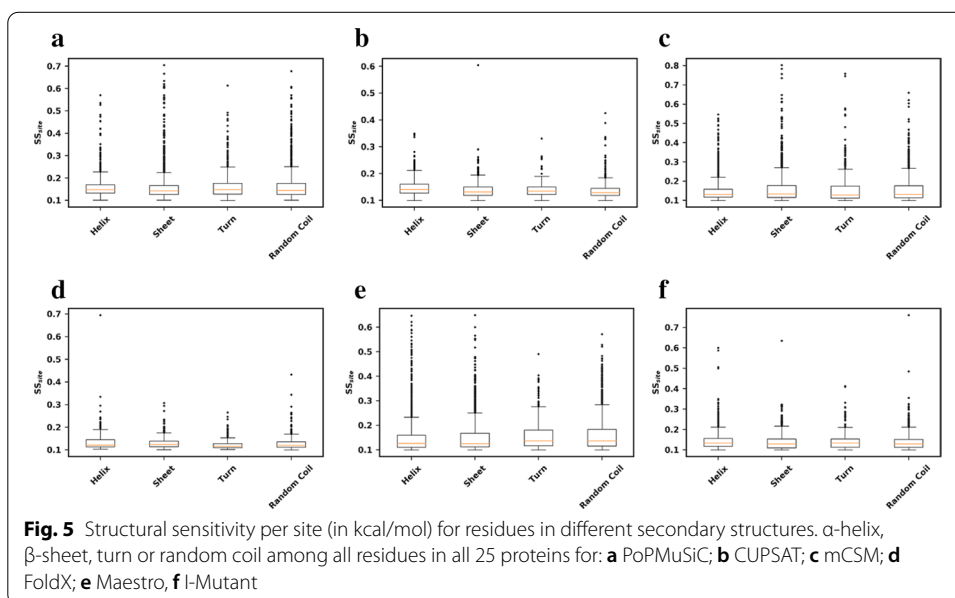 a
0.7
0.6
0.5
0.4
0.3
0.2
0.1
SSsite
Helix
Sheet
Turn
Random Coil
b
0.6
0.5
0.4
0.3
0.2
0.1
SSsite
Helix
Sheet
Turn
Random Coil
c
0.8
0.7
0.6
0.5
0.4
0.3
0.2
0.1
SSsite
Helix
Sheet
Turn
Random Coil
d
0.7
0.6
0.5
0.4
0.3
0.2
0.1
SSsite
Helix
Sheet
Turn
Random Coil
e
0.6
0.5
0.4
0.3
0.2
0.1
SSsite
Helix
Sheet
Turn
Random Coil
f
0.7
0.6
0.5
0.4
0.3
0.2
0.1
SSsite
Helix
Sheet
Turn
Random Coil
Fig. 5 Structural sensitivity per site (in kcal/mol) for residues in different secondary structures. α-helix,
β-sheet, turn or random coil among all residues in all 25 proteins for: a PoPMuSiC; b CUPSAT; c mCSM; d
FoldX; e Maestro, f I-Mutant